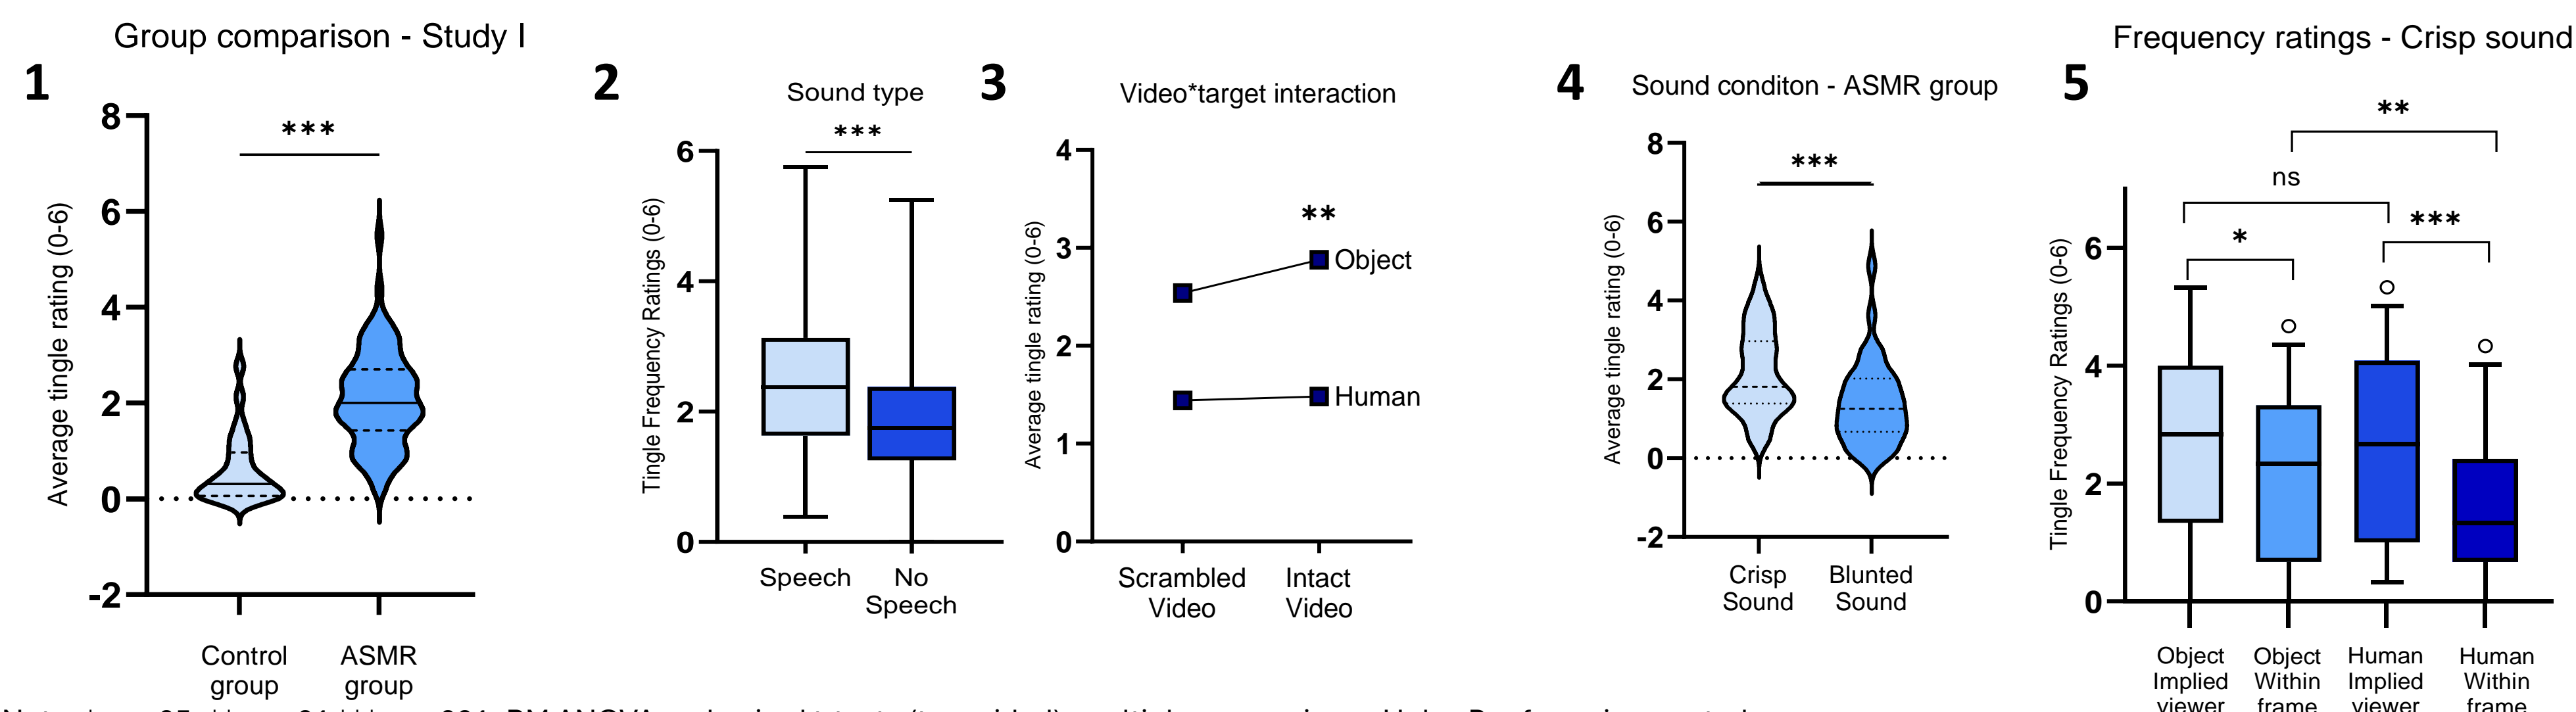 Group comparison - Study I
1
***
Average tingle rating (0-6)
8
6
4
2
0
-2
Control
group
ASMR
group
2
Sound type
***
Tingle Frequency Ratings (0-6)
6
4
2
0
Speech
No
Speech
3
Video*target interaction
**
Average tingle rating (0-6)
4
3
2
1
0
Object
Human
Scrambled
Video
Intact
Video
4
Sound conditon - ASMR group
***
Average tingle rating (0-6)
8
6
4
2
0
-2
Crisp
Sound
Blunted
Sound
Frequency ratings - Crisp sound
5
**
ns
***
*
Tingle Frequency Ratings (0-6)
6
4
2
0
Object
Implied
viewer
Object
Within
frame
Human
Implied
viewer
Human
Within
frame